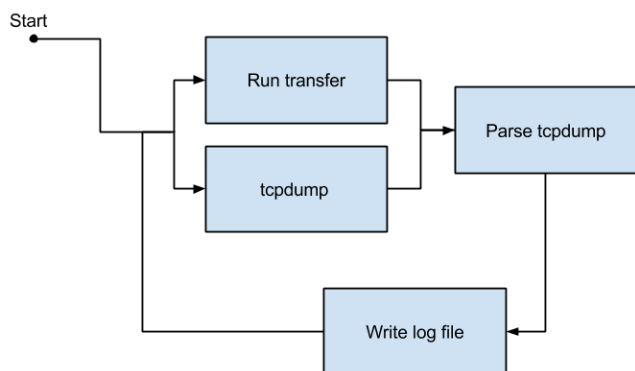 Start
Run transfer
Parse tcpdump
tcpdump
Write log file